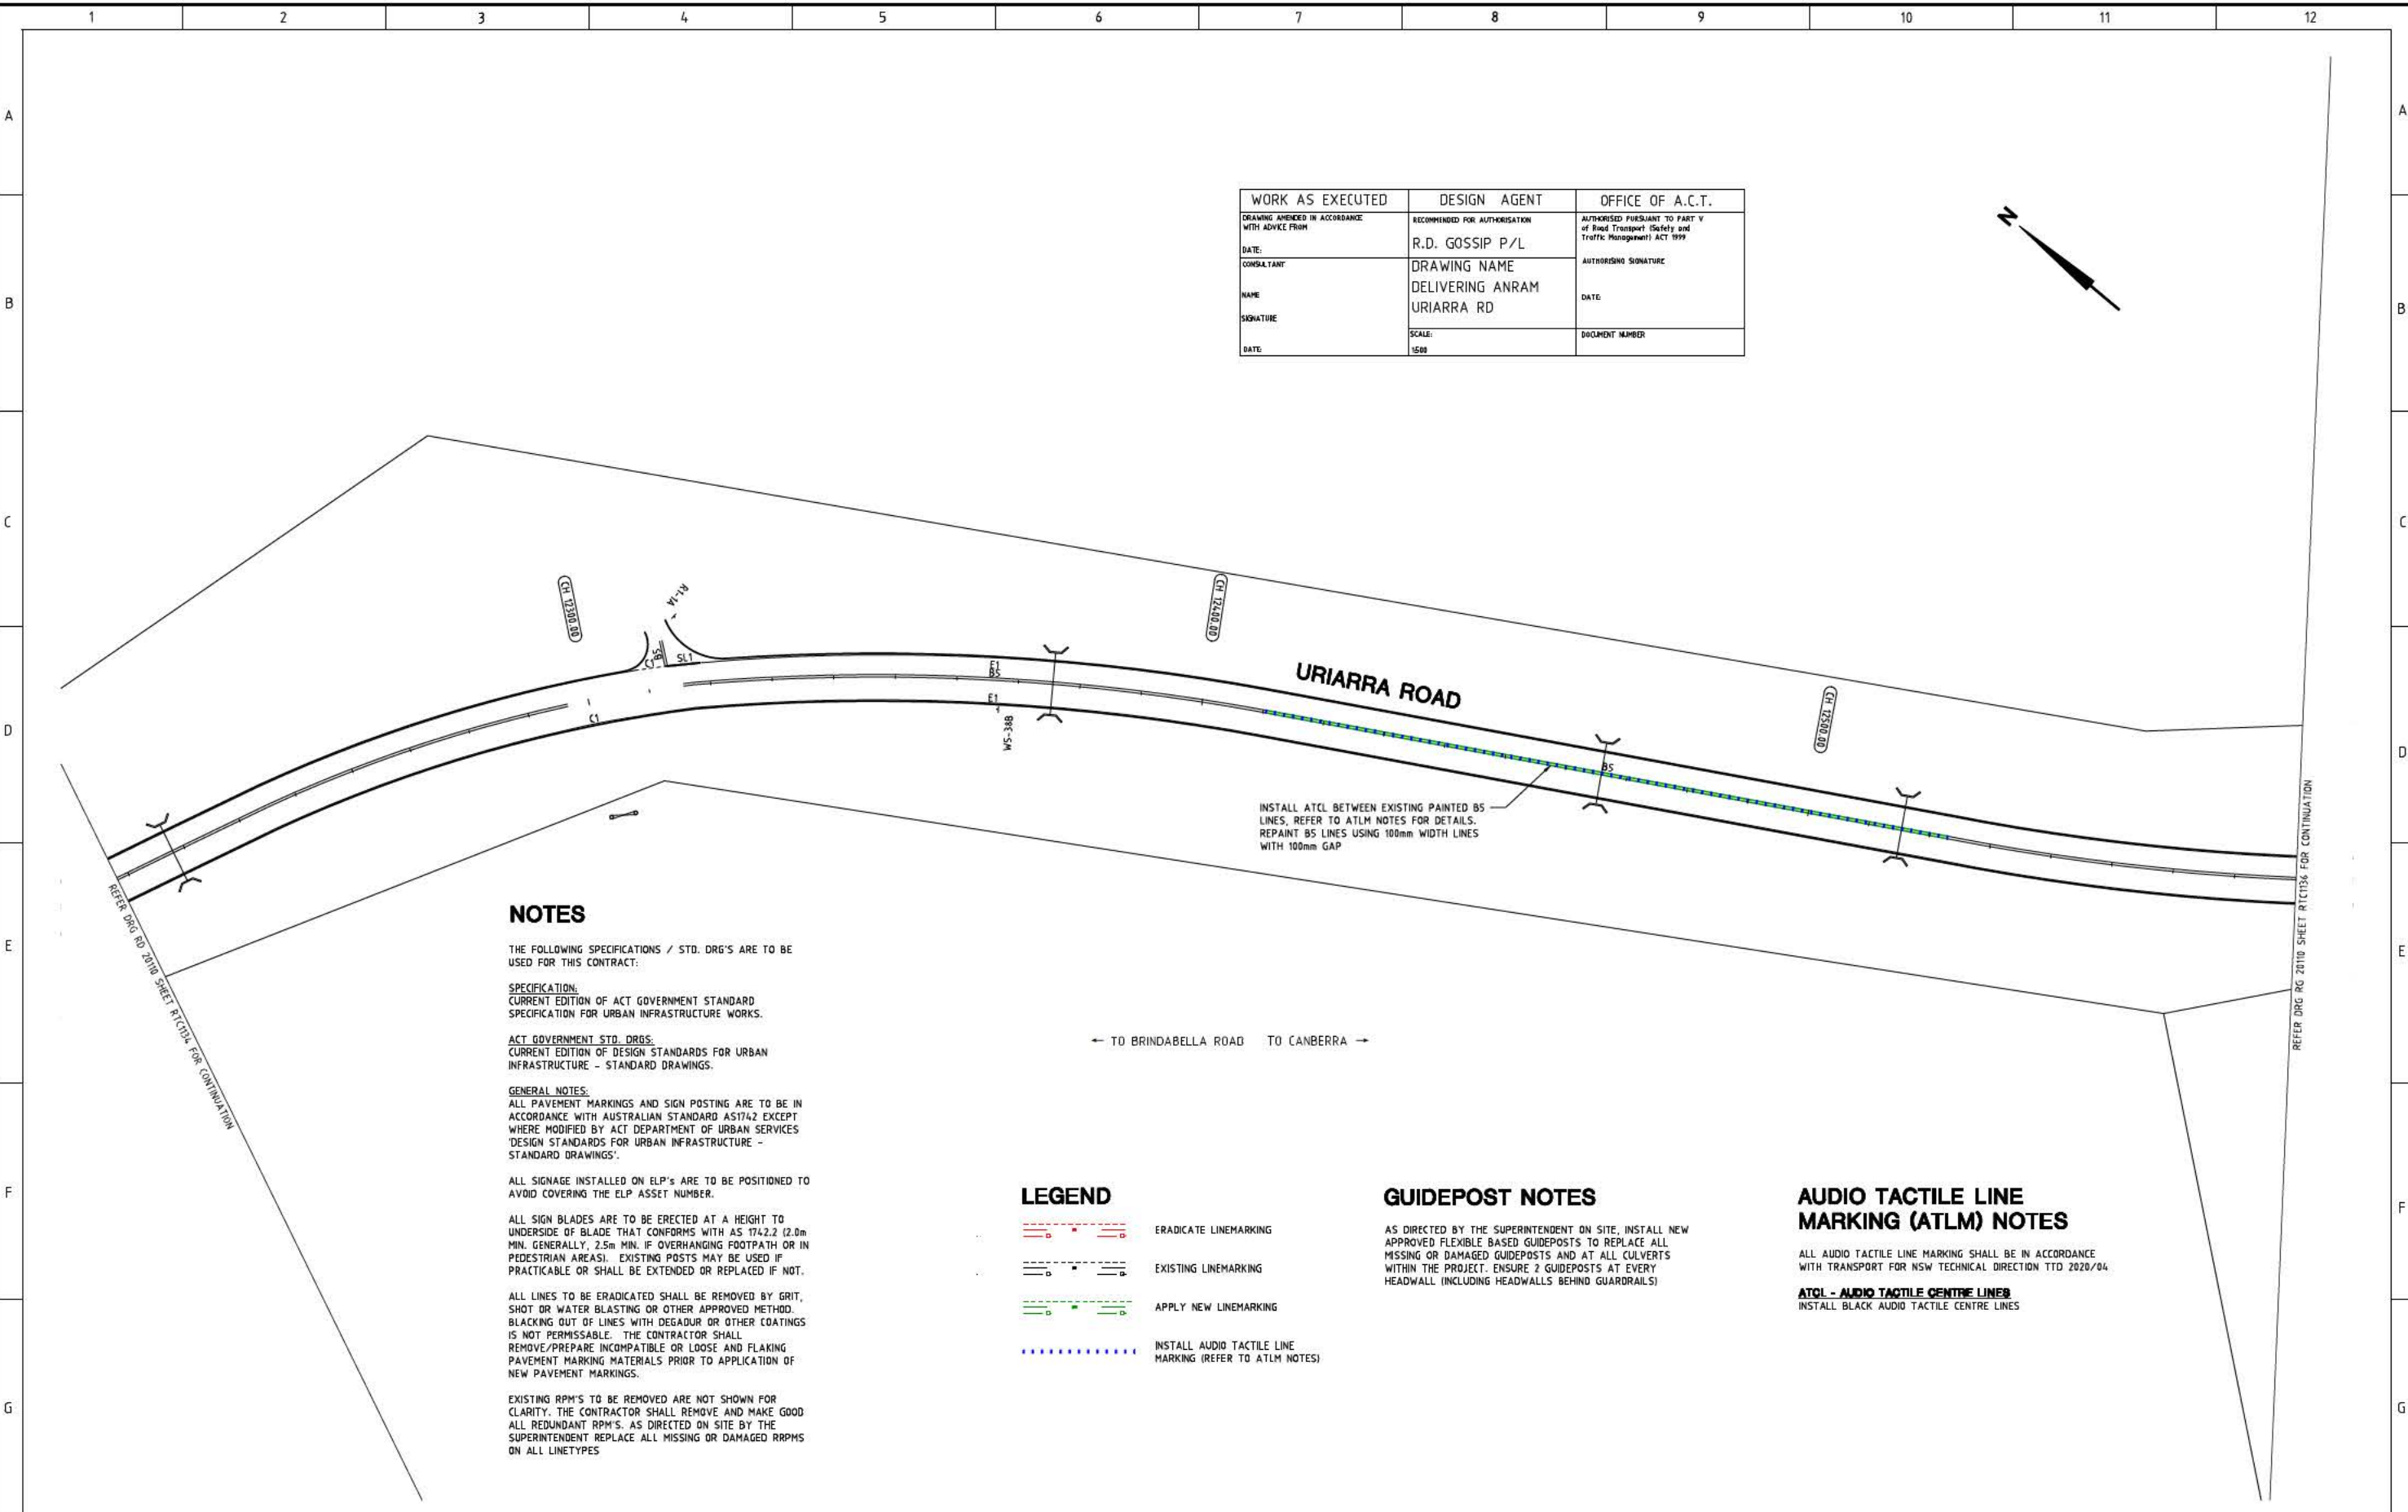 1 2 3 4 5 6 7 8 9 10 11 12
A A
B B
C C
D D
E E
F F
G G
WORK AS EXECUTED
DRAWING AMENDED IN ACCORDANCE
WITH ADVICE FROM
DATE:
CONSULTANT
NAME
SIGNATURE
DATE:
DESIGN AGENT
RECOMMENDED FOR AUTHORISATION
R.D. GOSSIP P/L
DRAWING NAME
DELIVERING ANRAM
URIARRA RD
SCALE:
1:500
OFFICE OF A.C.T.
AUTHORISED PURSUANT TO PART V
of Road Transport (Safety and
Traffic Management) ACT 1999
AUTHORISING SIGNATURE
DATE:
DOCUMENT NUMBER
N
CH 12300.00
R1-1A
CH 12400.00
C1
BS
SL1
E1
BS
URIARRA ROAD
CH 12500.00
E1
C1
WS-38B
BS
INSTALL ATCL BETWEEN EXISTING PAINTED BS
LINES, REFER TO ATLM NOTES FOR DETAILS.
REPAINT BS LINES USING 100mm WIDTH LINES
WITH 100mm GAP
REFER DRG RD 20110 SHEET RTC1134 FOR CONTINUATION
REFER DRG RG 20110 SHEET RTC1136 FOR CONTINUATION
← TO BRINDABELLA ROAD TO CANBERRA →
NOTES
THE FOLLOWING SPECIFICATIONS / STD. DRG'S ARE TO BE
USED FOR THIS CONTRACT:
SPECIFICATION:
CURRENT EDITION OF ACT GOVERNMENT STANDARD
SPECIFICATION FOR URBAN INFRASTRUCTURE WORKS.
ACT GOVERNMENT STD. DRGS:
CURRENT EDITION OF DESIGN STANDARDS FOR URBAN
INFRASTRUCTURE - STANDARD DRAWINGS.
GENERAL NOTES:
ALL PAVEMENT MARKINGS AND SIGN POSTING ARE TO BE IN
ACCORDANCE WITH AUSTRALIAN STANDARD AS1742 EXCEPT
WHERE MODIFIED BY ACT DEPARTMENT OF URBAN SERVICES
'DESIGN STANDARDS FOR URBAN INFRASTRUCTURE -
STANDARD DRAWINGS'.
ALL SIGNAGE INSTALLED ON ELP's ARE TO BE POSITIONED TO
AVOID COVERING THE ELP ASSET NUMBER.
ALL SIGN BLADES ARE TO BE ERECTED AT A HEIGHT TO
UNDERSIDE OF BLADE THAT CONFORMS WITH AS 1742.2 (2.0m
MIN. GENERALLY, 2.5m MIN. IF OVERHANGING FOOTPATH OR IN
PEDESTRIAN AREAS). EXISTING POSTS MAY BE USED IF
PRACTICABLE OR SHALL BE EXTENDED OR REPLACED IF NOT.
ALL LINES TO BE ERADICATED SHALL BE REMOVED BY GRIT,
SHOT OR WATER BLASTING OR OTHER APPROVED METHOD.
BLACKING OUT OF LINES WITH DEGADUR OR OTHER COATINGS
IS NOT PERMISSABLE. THE CONTRACTOR SHALL
REMOVE/PREPARE INCOMPATIBLE OR LOOSE AND FLAKING
PAVEMENT MARKING MATERIALS PRIOR TO APPLICATION OF
NEW PAVEMENT MARKINGS.
EXISTING RPM'S TO BE REMOVED ARE NOT SHOWN FOR
CLARITY. THE CONTRACTOR SHALL REMOVE AND MAKE GOOD
ALL REDUNDANT RPM'S. AS DIRECTED ON SITE BY THE
SUPERINTENDENT REPLACE ALL MISSING OR DAMAGED RRPMS
ON ALL LINETYPES
LEGEND
ERADICATE LINEMARKING
EXISTING LINEMARKING
APPLY NEW LINEMARKING
INSTALL AUDIO TACTILE LINE
MARKING (REFER TO ATLM NOTES)
GUIDEPOST NOTES
AS DIRECTED BY THE SUPERINTENDENT ON SITE, INSTALL NEW
APPROVED FLEXIBLE BASED GUIDEPOSTS TO REPLACE ALL
MISSING OR DAMAGED GUIDEPOSTS AND AT ALL CULVERTS
WITHIN THE PROJECT. ENSURE 2 GUIDEPOSTS AT EVERY
HEADWALL (INCLUDING HEADWALLS BEHIND GUARDRAILS)
AUDIO TACTILE LINE
MARKING (ATLM) NOTES
ALL AUDIO TACTILE LINE MARKING SHALL BE IN ACCORDANCE
WITH TRANSPORT FOR NSW TECHNICAL DIRECTION TTD 2020/04
ATCL - AUDIO TACTILE CENTRE LINES
INSTALL BLACK AUDIO TACTILE CENTRE LINES